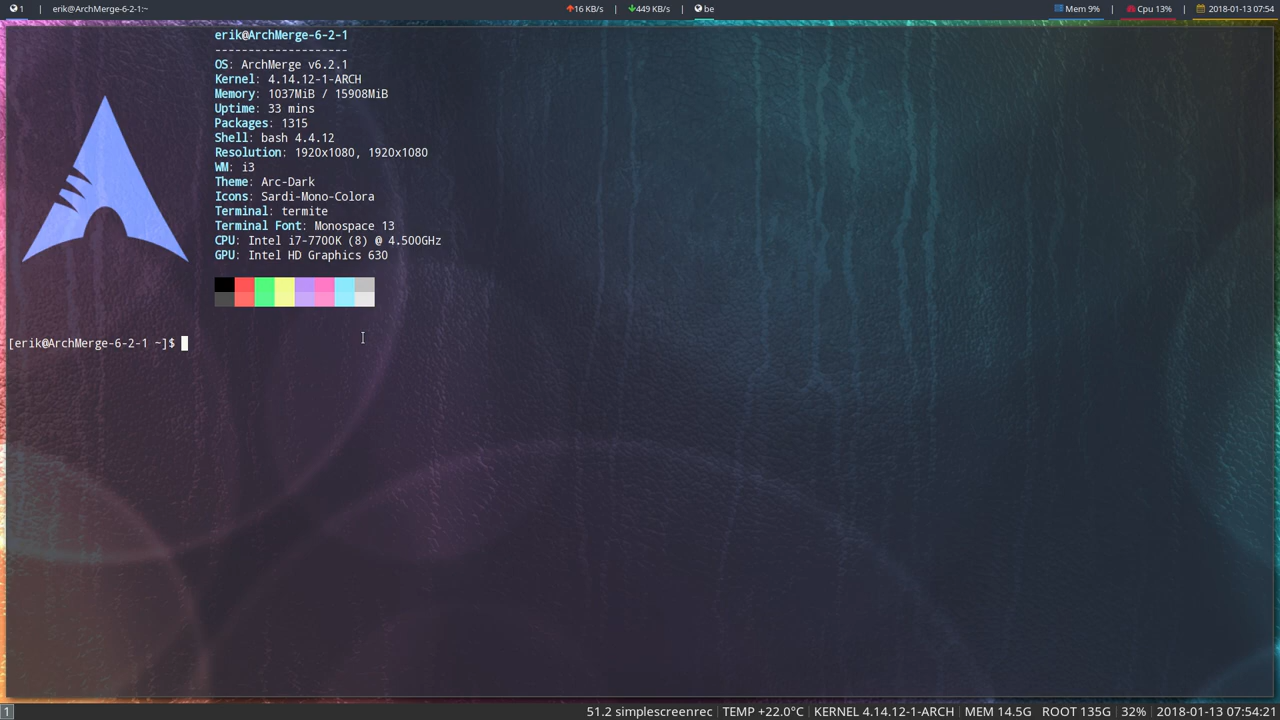 1 | erik@ArchMerge-6-2-1:~ 16 KB/s | 449 KB/s | be Mem 9% | Cpu 13% | 2018-01-13 07:54
erik@ArchMerge-6-2-1
--------------------
OS: ArchMerge v6.2.1
Kernel: 4.14.12-1-ARCH
Memory: 1037MiB / 15908MiB
Uptime: 33 mins
Packages: 1315
Shell: bash 4.4.12
Resolution: 1920x1080, 1920x1080
WM: i3
Theme: Arc-Dark
Icons: Sardi-Mono-Colora
Terminal: termite
Terminal Font: Monospace 13
CPU: Intel i7-7700K (8) @ 4.500GHz
GPU: Intel HD Graphics 630
[erik@ArchMerge-6-2-1 ~]$
1 51.2 simplescreenrec | TEMP +22.0°C | KERNEL 4.14.12-1-ARCH | MEM 14.5G ROOT 135G | 32% | 2018-01-13 07:54:21